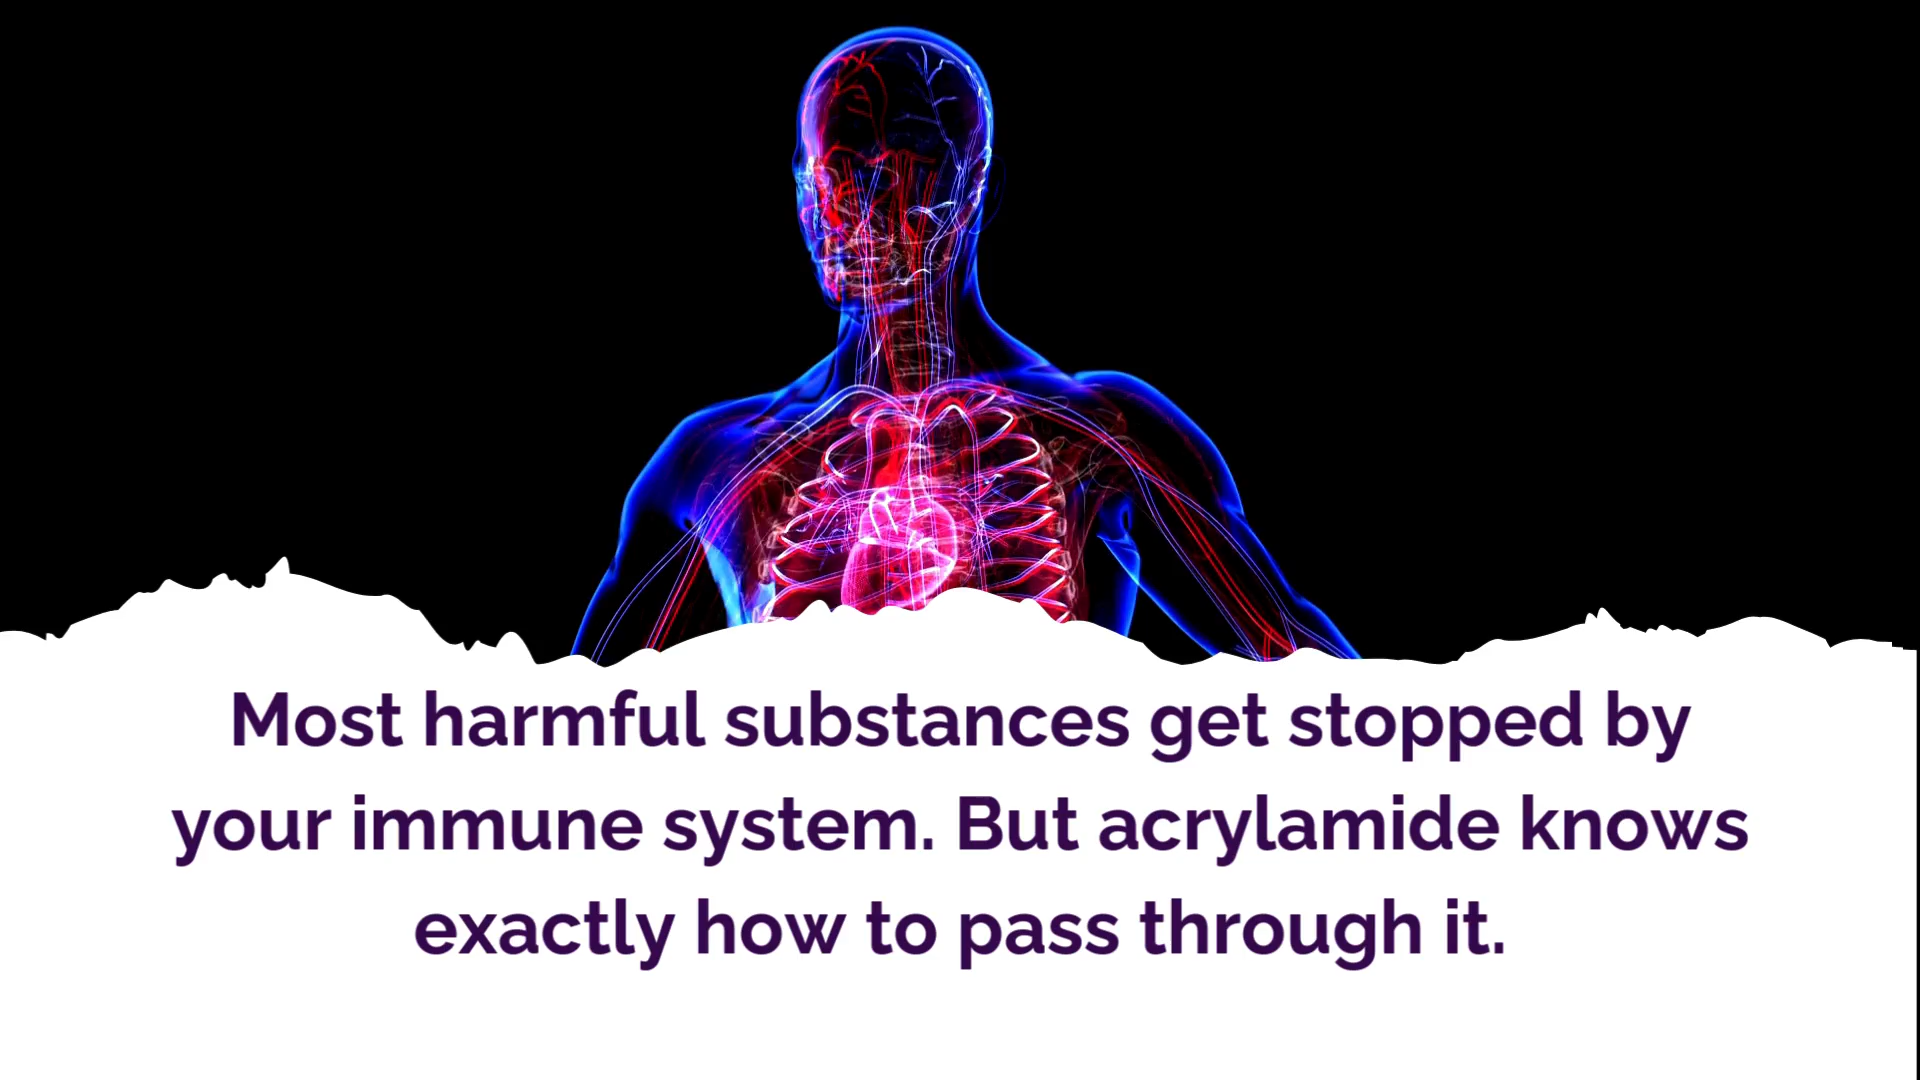 Most harmful substances get stopped by
your immune system. But acrylamide knows
exactly how to pass through it.